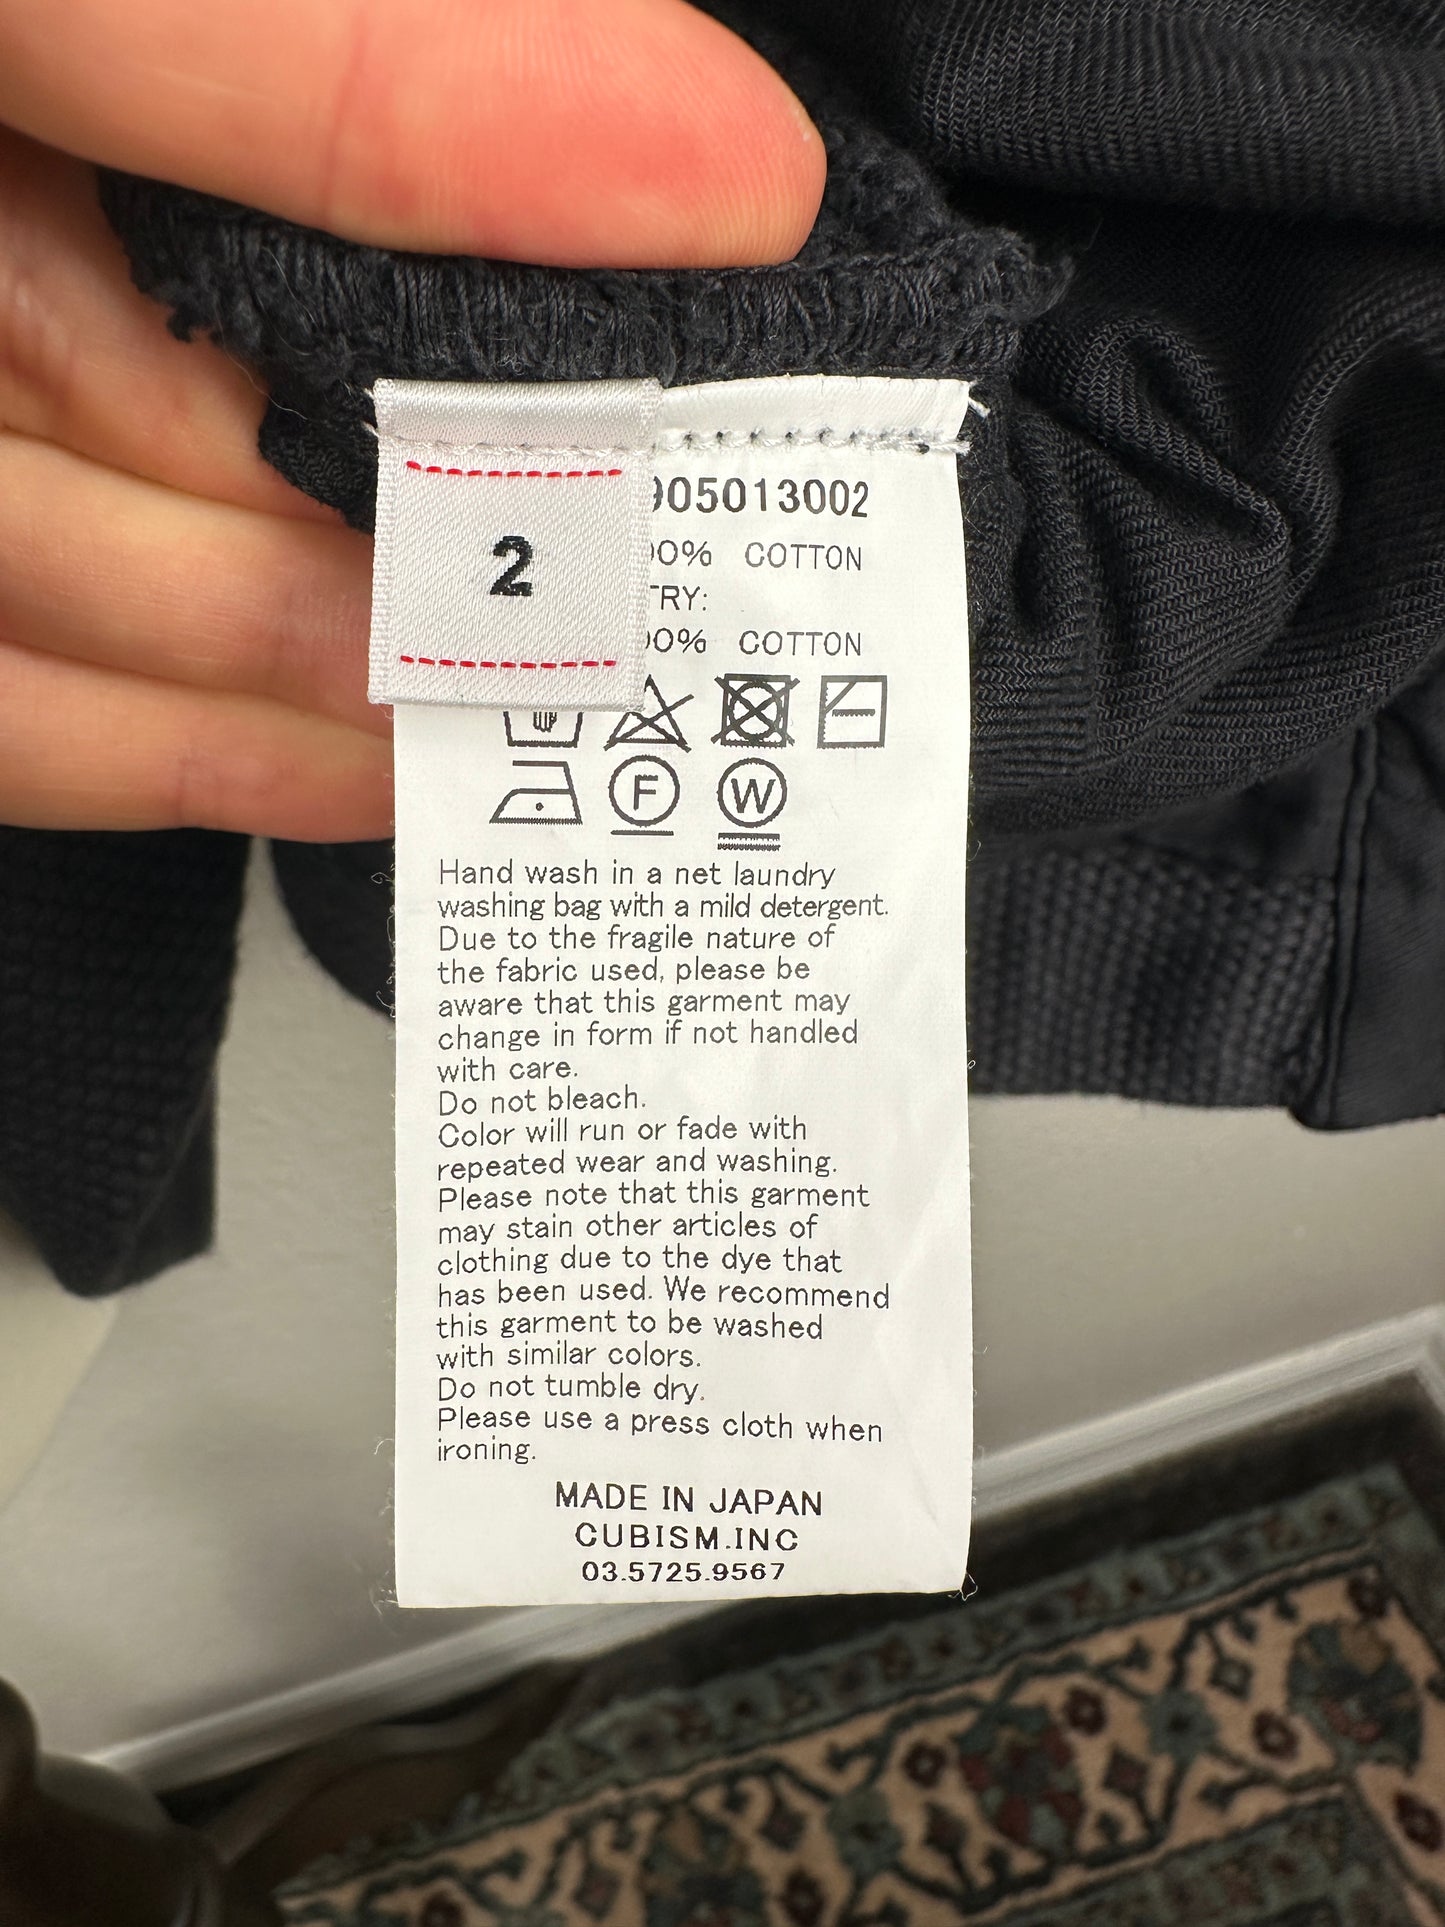 2
905013002
00% COTTON
TRY:
00% COTTON
F W
Hand wash in a net laundry
washing bag with a mild detergent.
Due to the fragile nature of
the fabric used, please be
aware that this garment may
change in form if not handled
with care.
Do not bleach.
Color will run or fade with
repeated wear and washing.
Please note that this garment
may stain other articles of
clothing due to the dye that
has been used. We recommend
this garment to be washed
with similar colors.
Do not tumble dry.
Please use a press cloth when
ironing.
MADE IN JAPAN
CUBISM.INC
03.5725.9567